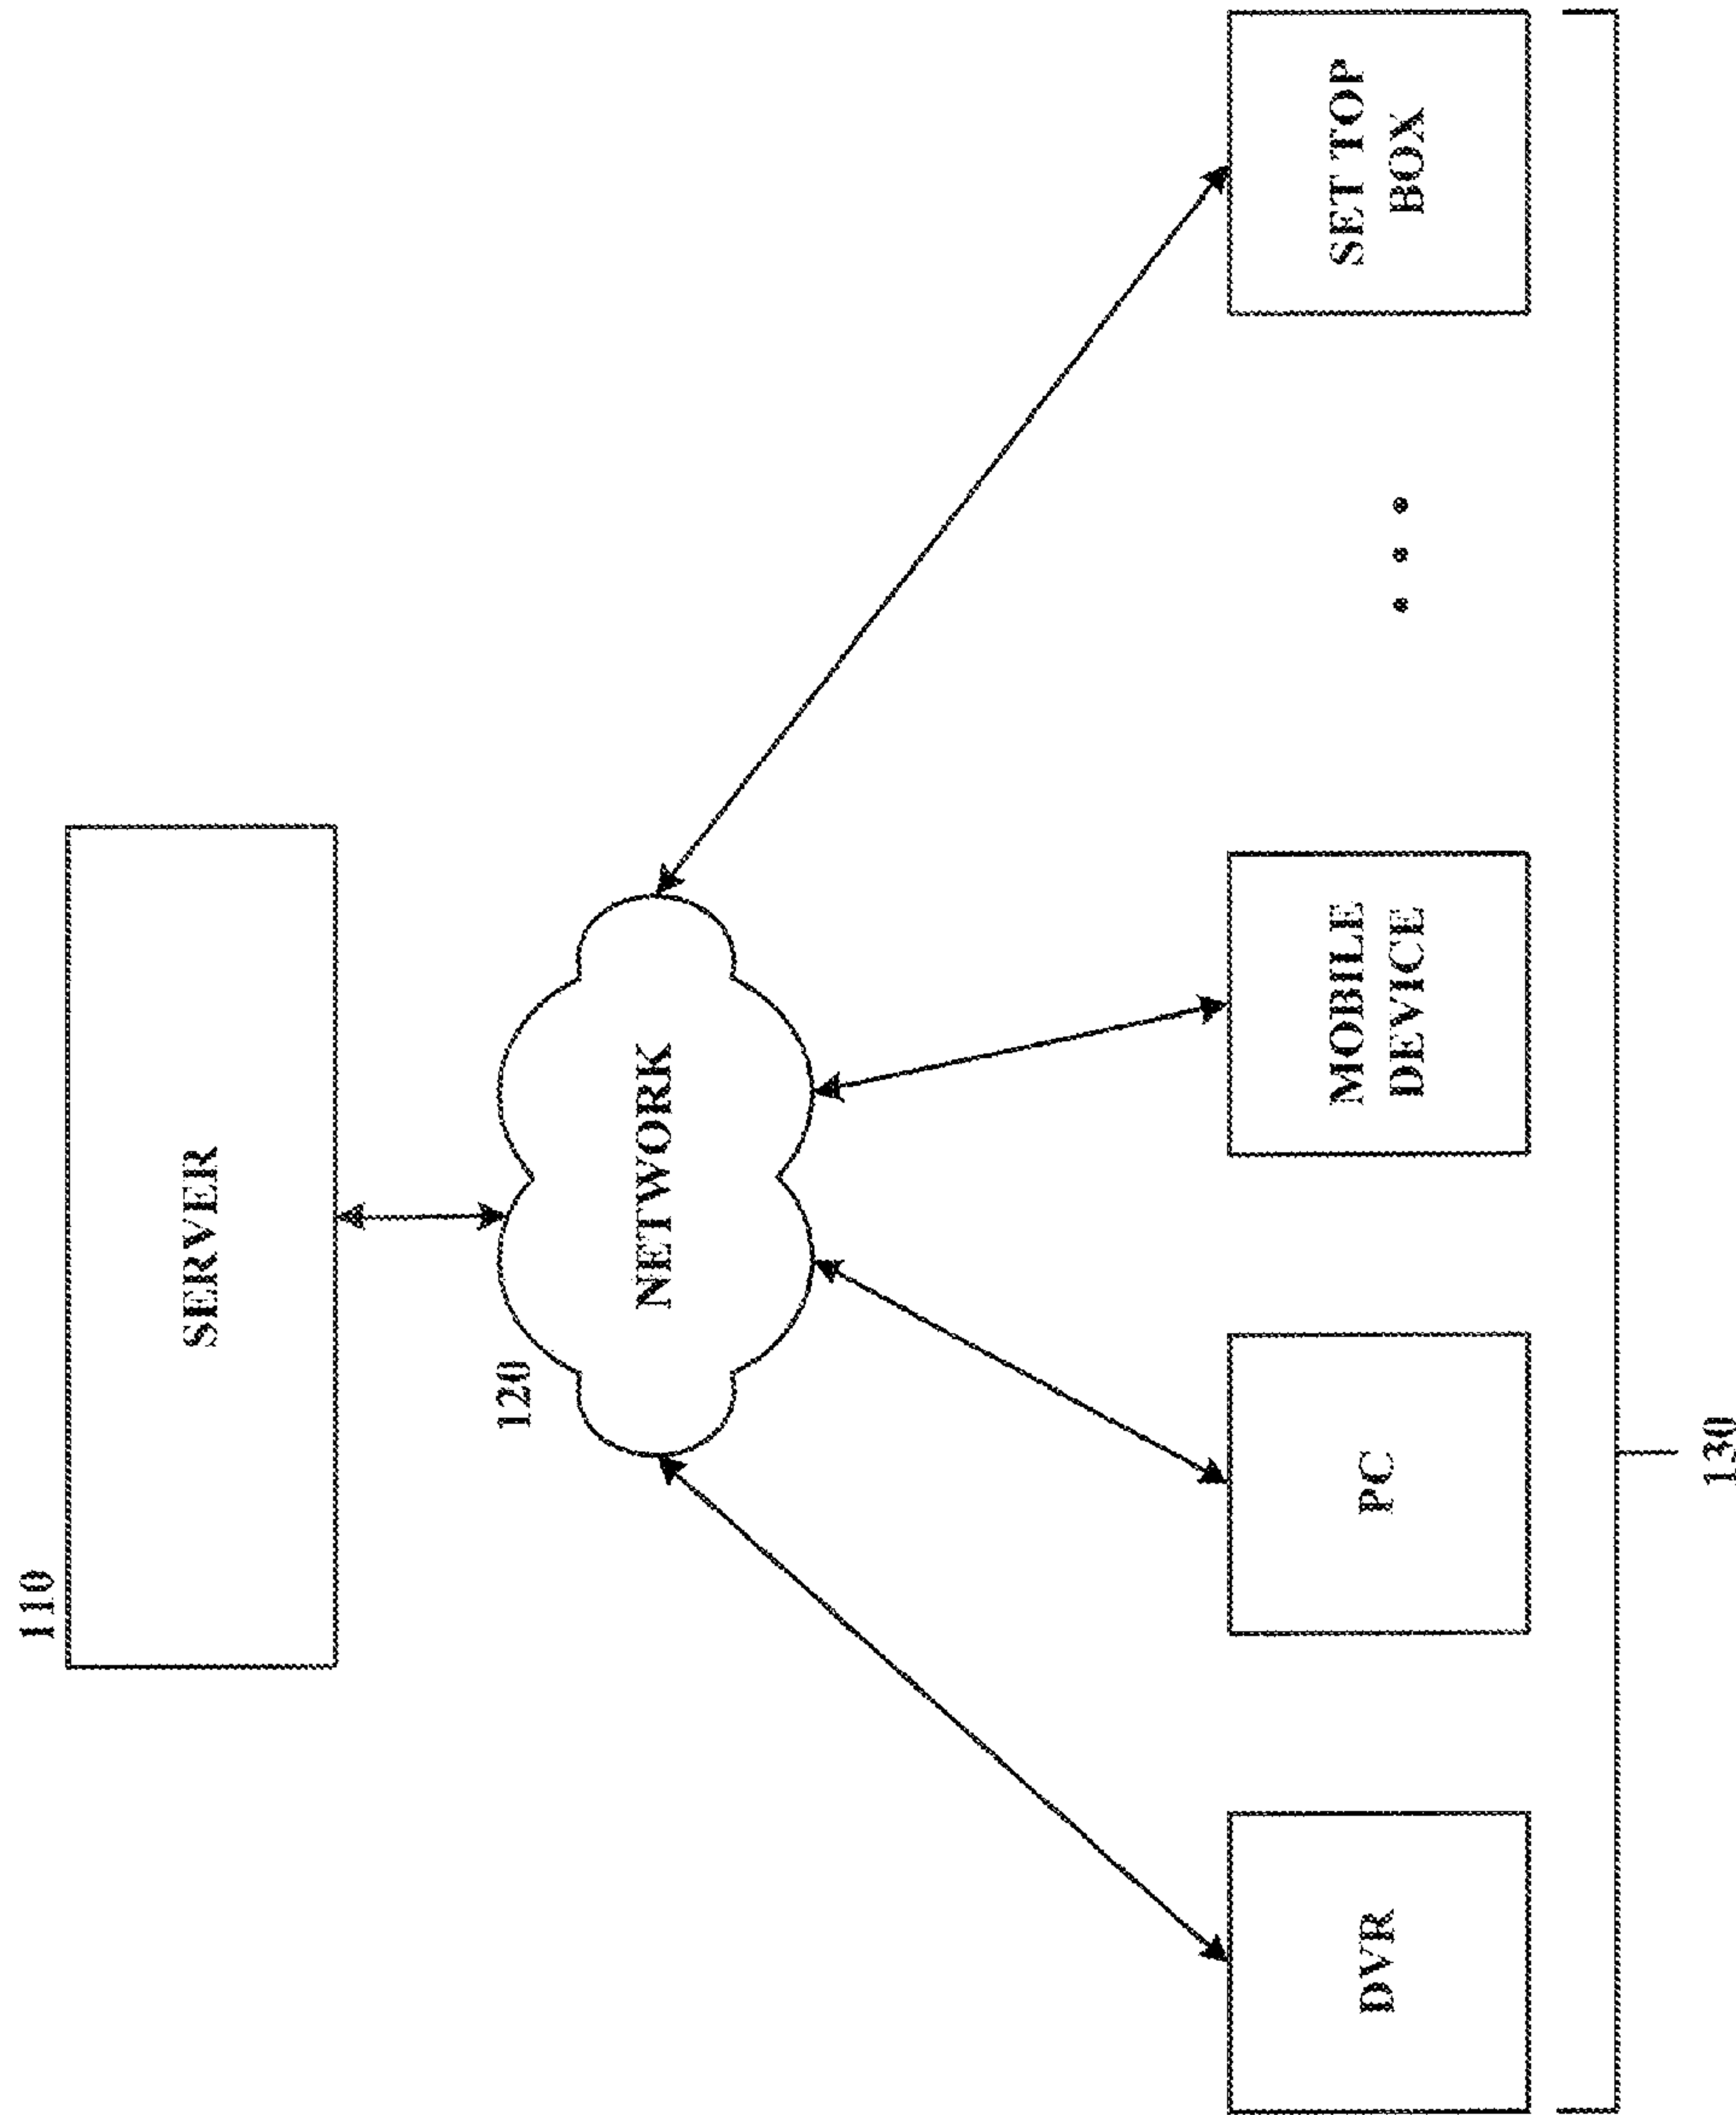 110
SERVER
120
NETWORK
DVR
PC
MOBILE
DEVICE
SET TOP
BOX
130